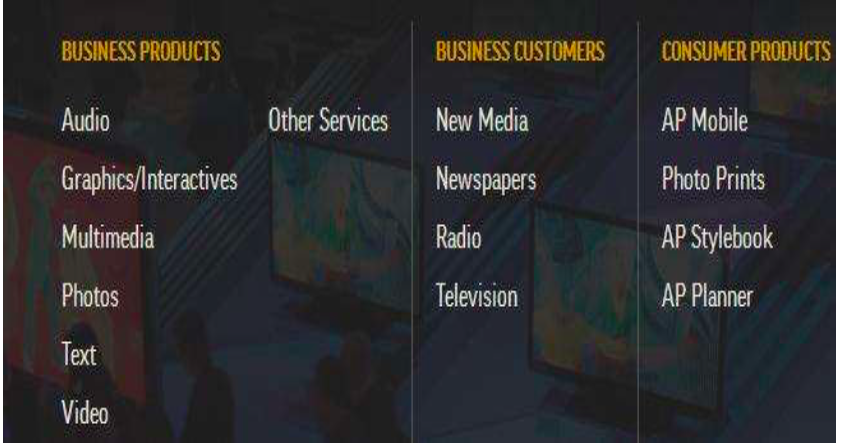 BUSINESS PRODUCTS
Audio
Graphics/Interactives
Multimedia
Photos
Text
Video
Other Services
BUSINESS CUSTOMERS
New Media
Newspapers
Radio
Television
CONSUMER PRODUCTS
AP Mobile
Photo Prints
AP Stylebook
AP Planner